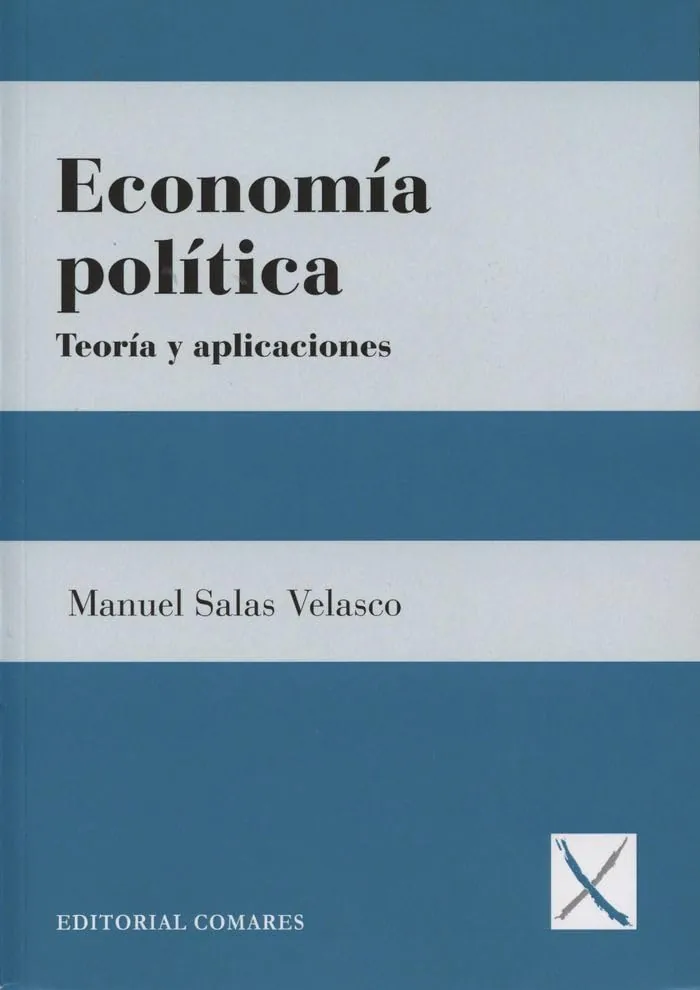 Economía
política
Teoría y aplicaciones
Manuel Salas Velasco
EDITORIAL COMARES